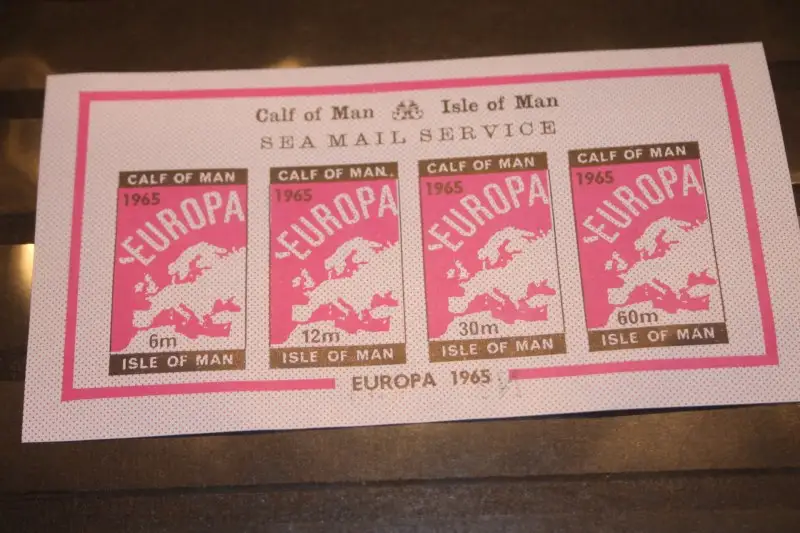 Calf of Man Isle of Man
SEA MAIL SERVICE
CALF OF MAN
1965
EUROPA
6m
ISLE OF MAN
CALF OF MAN.
1965
EUROPA
12m
ISLE OF MAN
CALF OF MAN
1965
EUROPA
30m
ISLE OF MAN
CALF OF MAN
1965
EUROPA
60m
ISLE OF MAN
EUROPA 1965